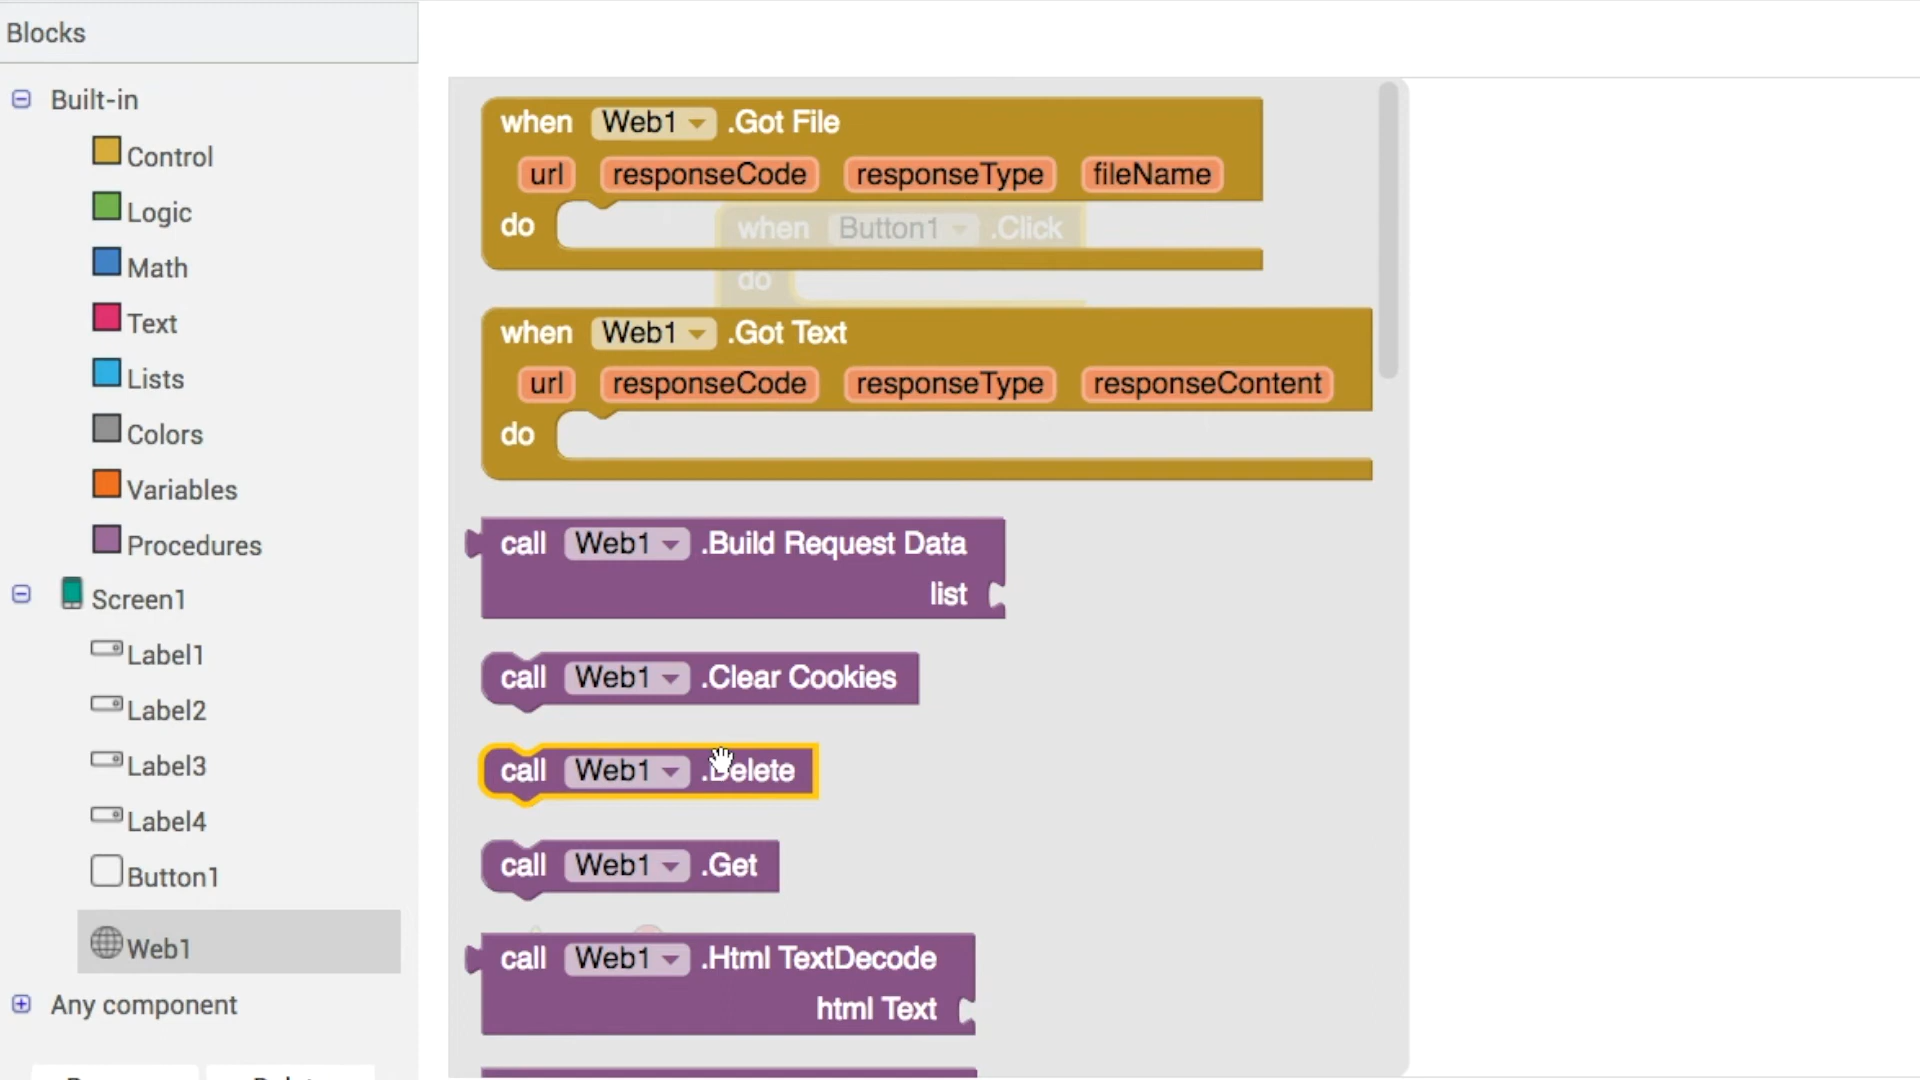 Blocks
Built-in
Control
Logic
Math
Text
Lists
Colors
Variables
Procedures
Screen1
Label1
Label2
Label3
Label4
Button1
Web1
Any component
when Web1 .Got File
url responseCode responseType fileName
do
when Button1 .Click
do
when Web1 .Got Text
url responseCode responseType responseContent
do
call Web1 .Build Request Data
list
call Web1 .Clear Cookies
call Web1 .Delete
call Web1 .Get
call Web1 .Html TextDecode
html Text